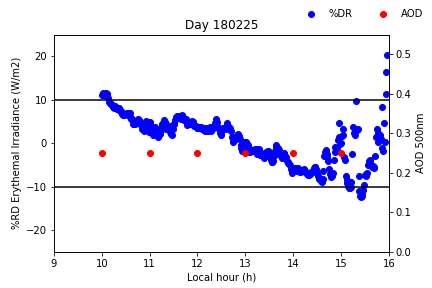 %DR AOD
Day 180225
%RD Erythemal Irradiance (W/m2)
20
10
0
−10
−20
0.5
0.4
0.3
0.2
0.1
0.0
AOD 500nm
9 10 11 12 13 14 15 16
Local hour (h)